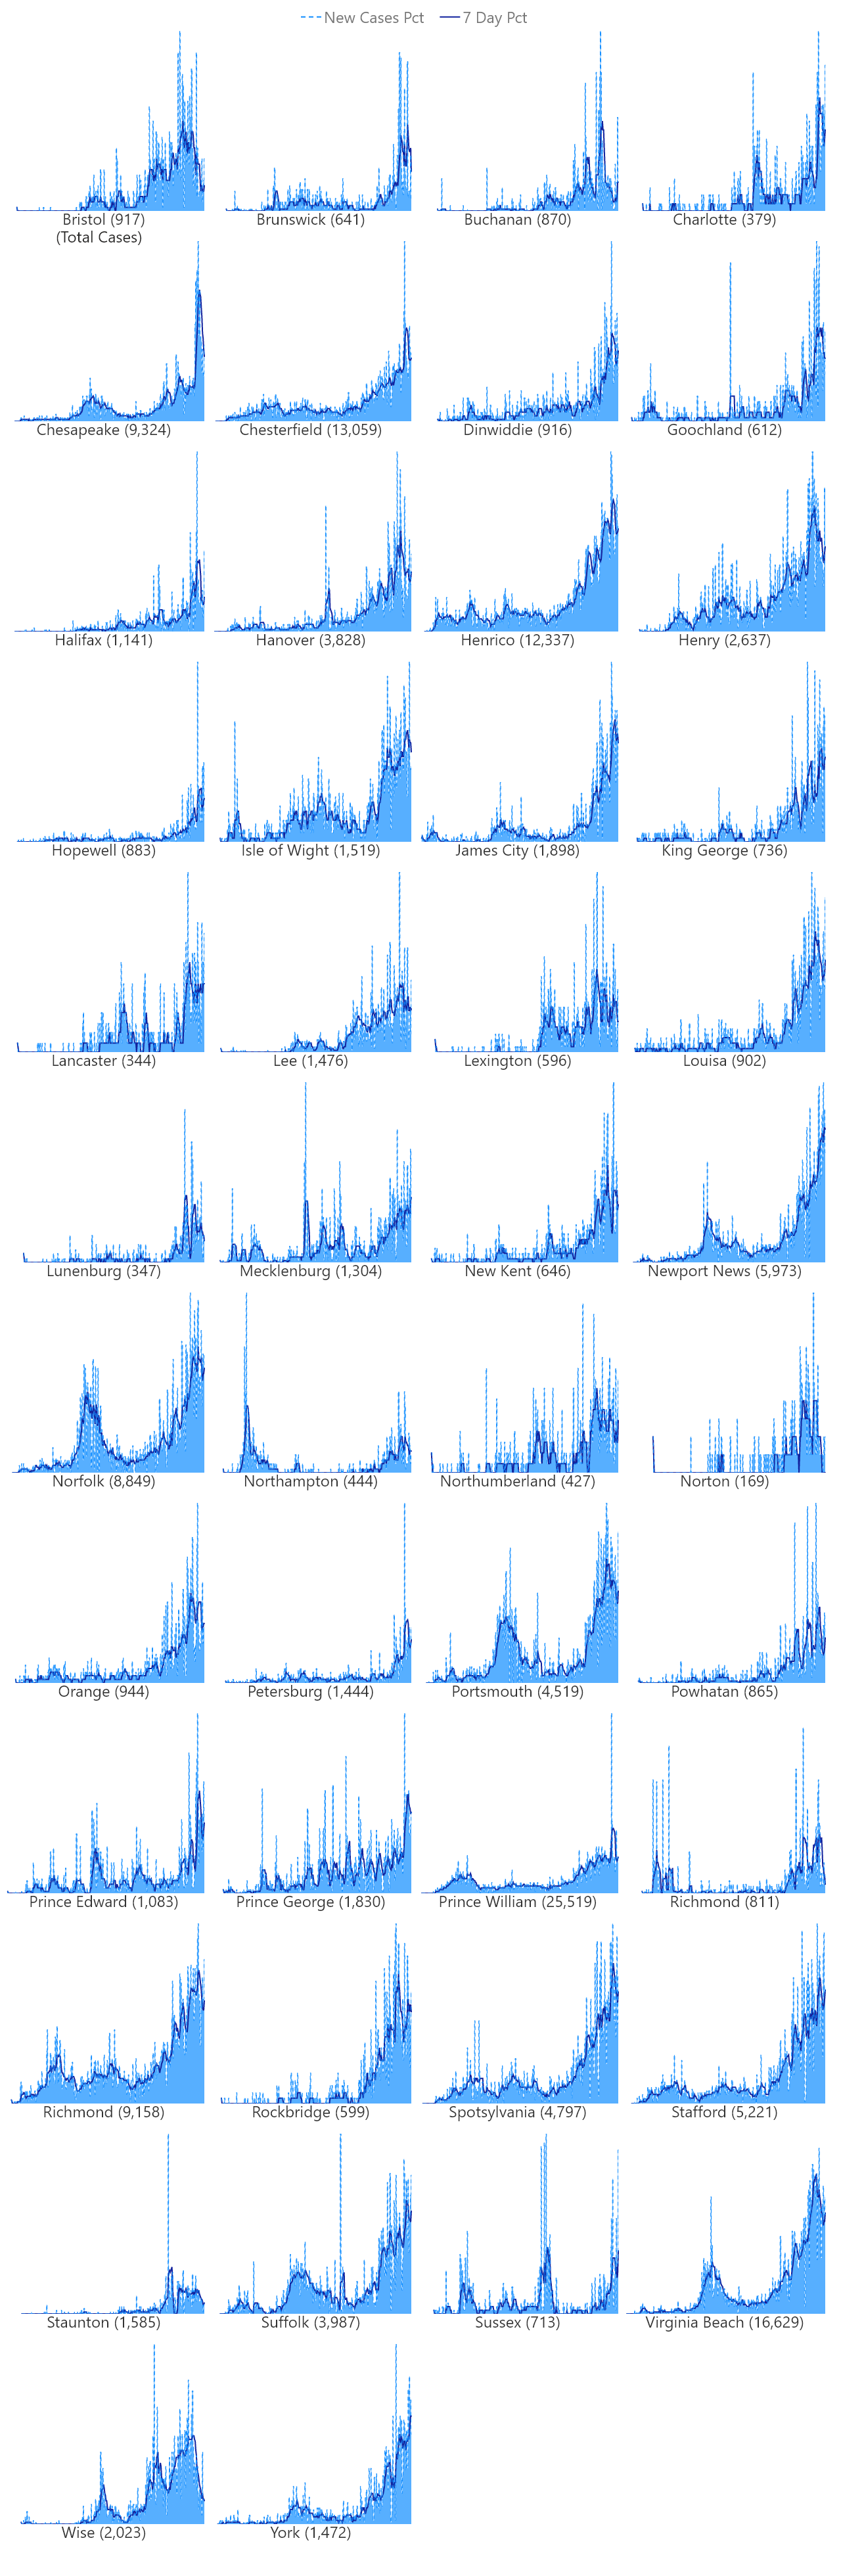 New Cases Pct 7 Day Pct
Bristol (917) Brunswick (641) Buchanan (870) Charlotte (379)
(Total Cases)
Chesapeake (9,324) Chesterfield (13,059) Dinwiddie (916) Goochland (612)
Halifax (1,141) Hanover (3,828) Henrico (12,337) Henry (2,637)
Hopewell (883) Isle of Wight (1,519) James City (1,898) King George (736)
Lancaster (344) Lee (1,476) Lexington (596) Louisa (902)
Lunenburg (347) Mecklenburg (1,304) New Kent (646) Newport News (5,973)
Norfolk (8,849) Northampton (444) Northumberland (427) Norton (169)
Orange (944) Petersburg (1,444) Portsmouth (4,519) Powhatan (865)
Prince Edward (1,083) Prince George (1,830) Prince William (25,519) Richmond (811)
Richmond (9,158) Rockbridge (599) Spotsylvania (4,797) Stafford (5,221)
Staunton (1,585) Suffolk (3,987) Sussex (713) Virginia Beach (16,629)
Wise (2,023) York (1,472)